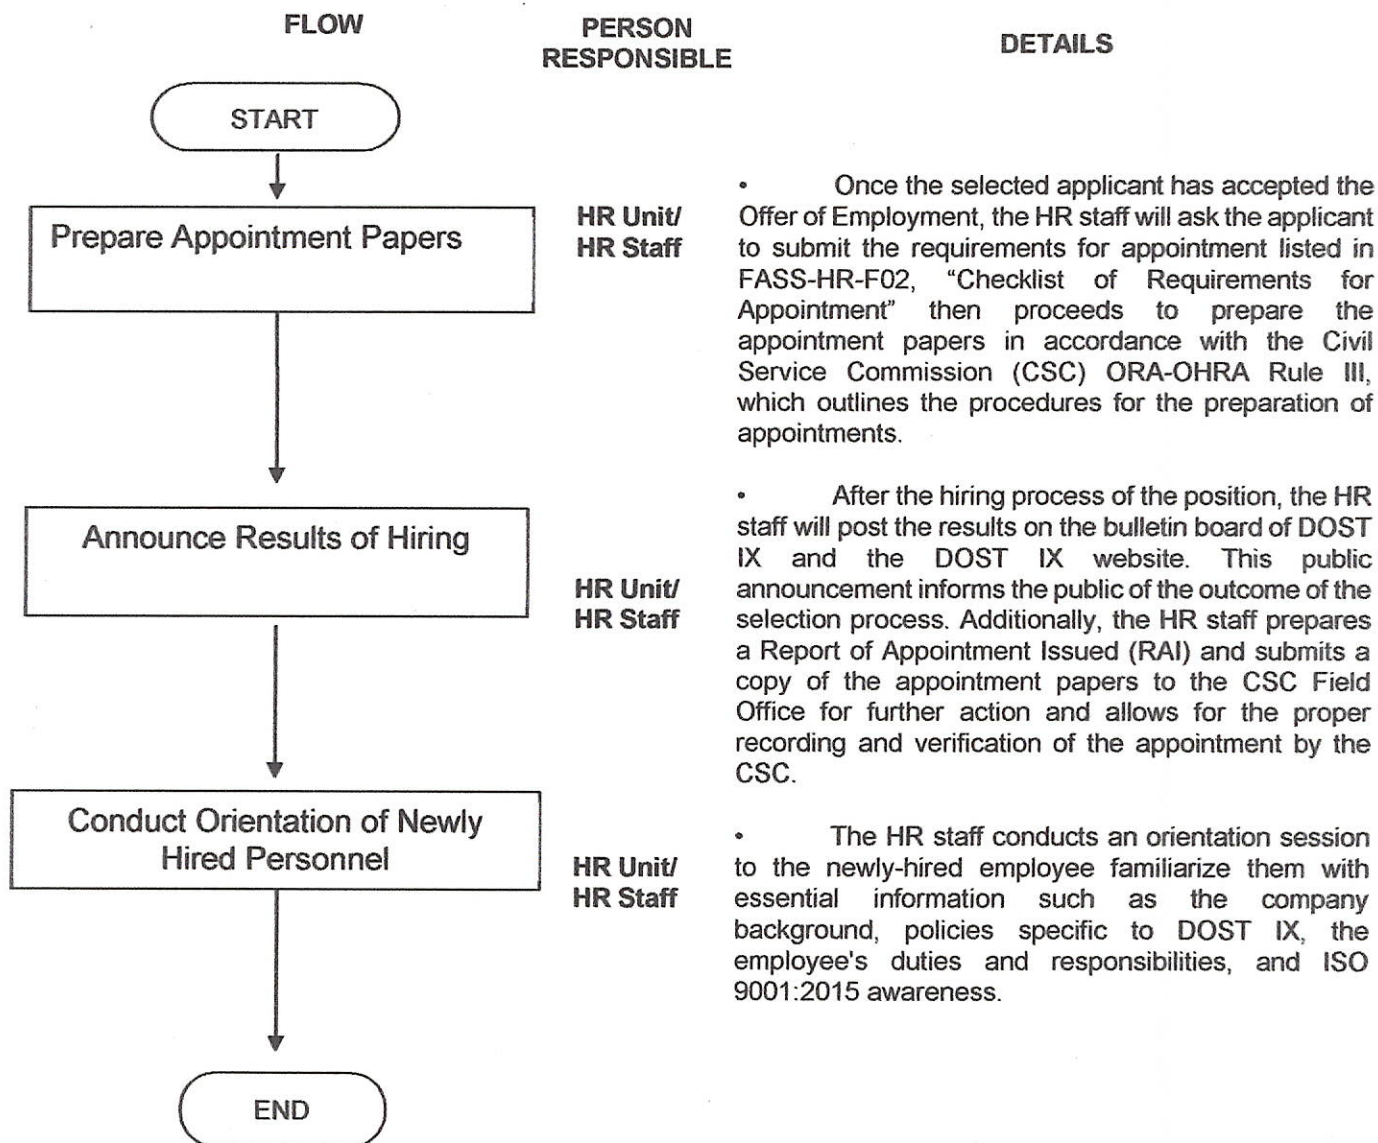 FLOW
PERSON
RESPONSIBLE
DETAILS
START
Prepare Appointment Papers
HR Unit/
HR Staff
• Once the selected applicant has accepted the
Offer of Employment, the HR staff will ask the applicant
to submit the requirements for appointment listed in
FASS-HR-F02, “Checklist of Requirements for
Appointment” then proceeds to prepare the
appointment papers in accordance with the Civil
Service Commission (CSC) ORA-OHRA Rule III,
which outlines the procedures for the preparation of
appointments.
Announce Results of Hiring
HR Unit/
HR Staff
• After the hiring process of the position, the HR
staff will post the results on the bulletin board of DOST
IX and the DOST IX website. This public
announcement informs the public of the outcome of the
selection process. Additionally, the HR staff prepares
a Report of Appointment Issued (RAI) and submits a
copy of the appointment papers to the CSC Field
Office for further action and allows for the proper
recording and verification of the appointment by the
CSC.
Conduct Orientation of Newly
Hired Personnel
HR Unit/
HR Staff
• The HR staff conducts an orientation session
to the newly-hired employee familiarize them with
essential information such as the company
background, policies specific to DOST IX, the
employee's duties and responsibilities, and ISO
9001:2015 awareness.
END